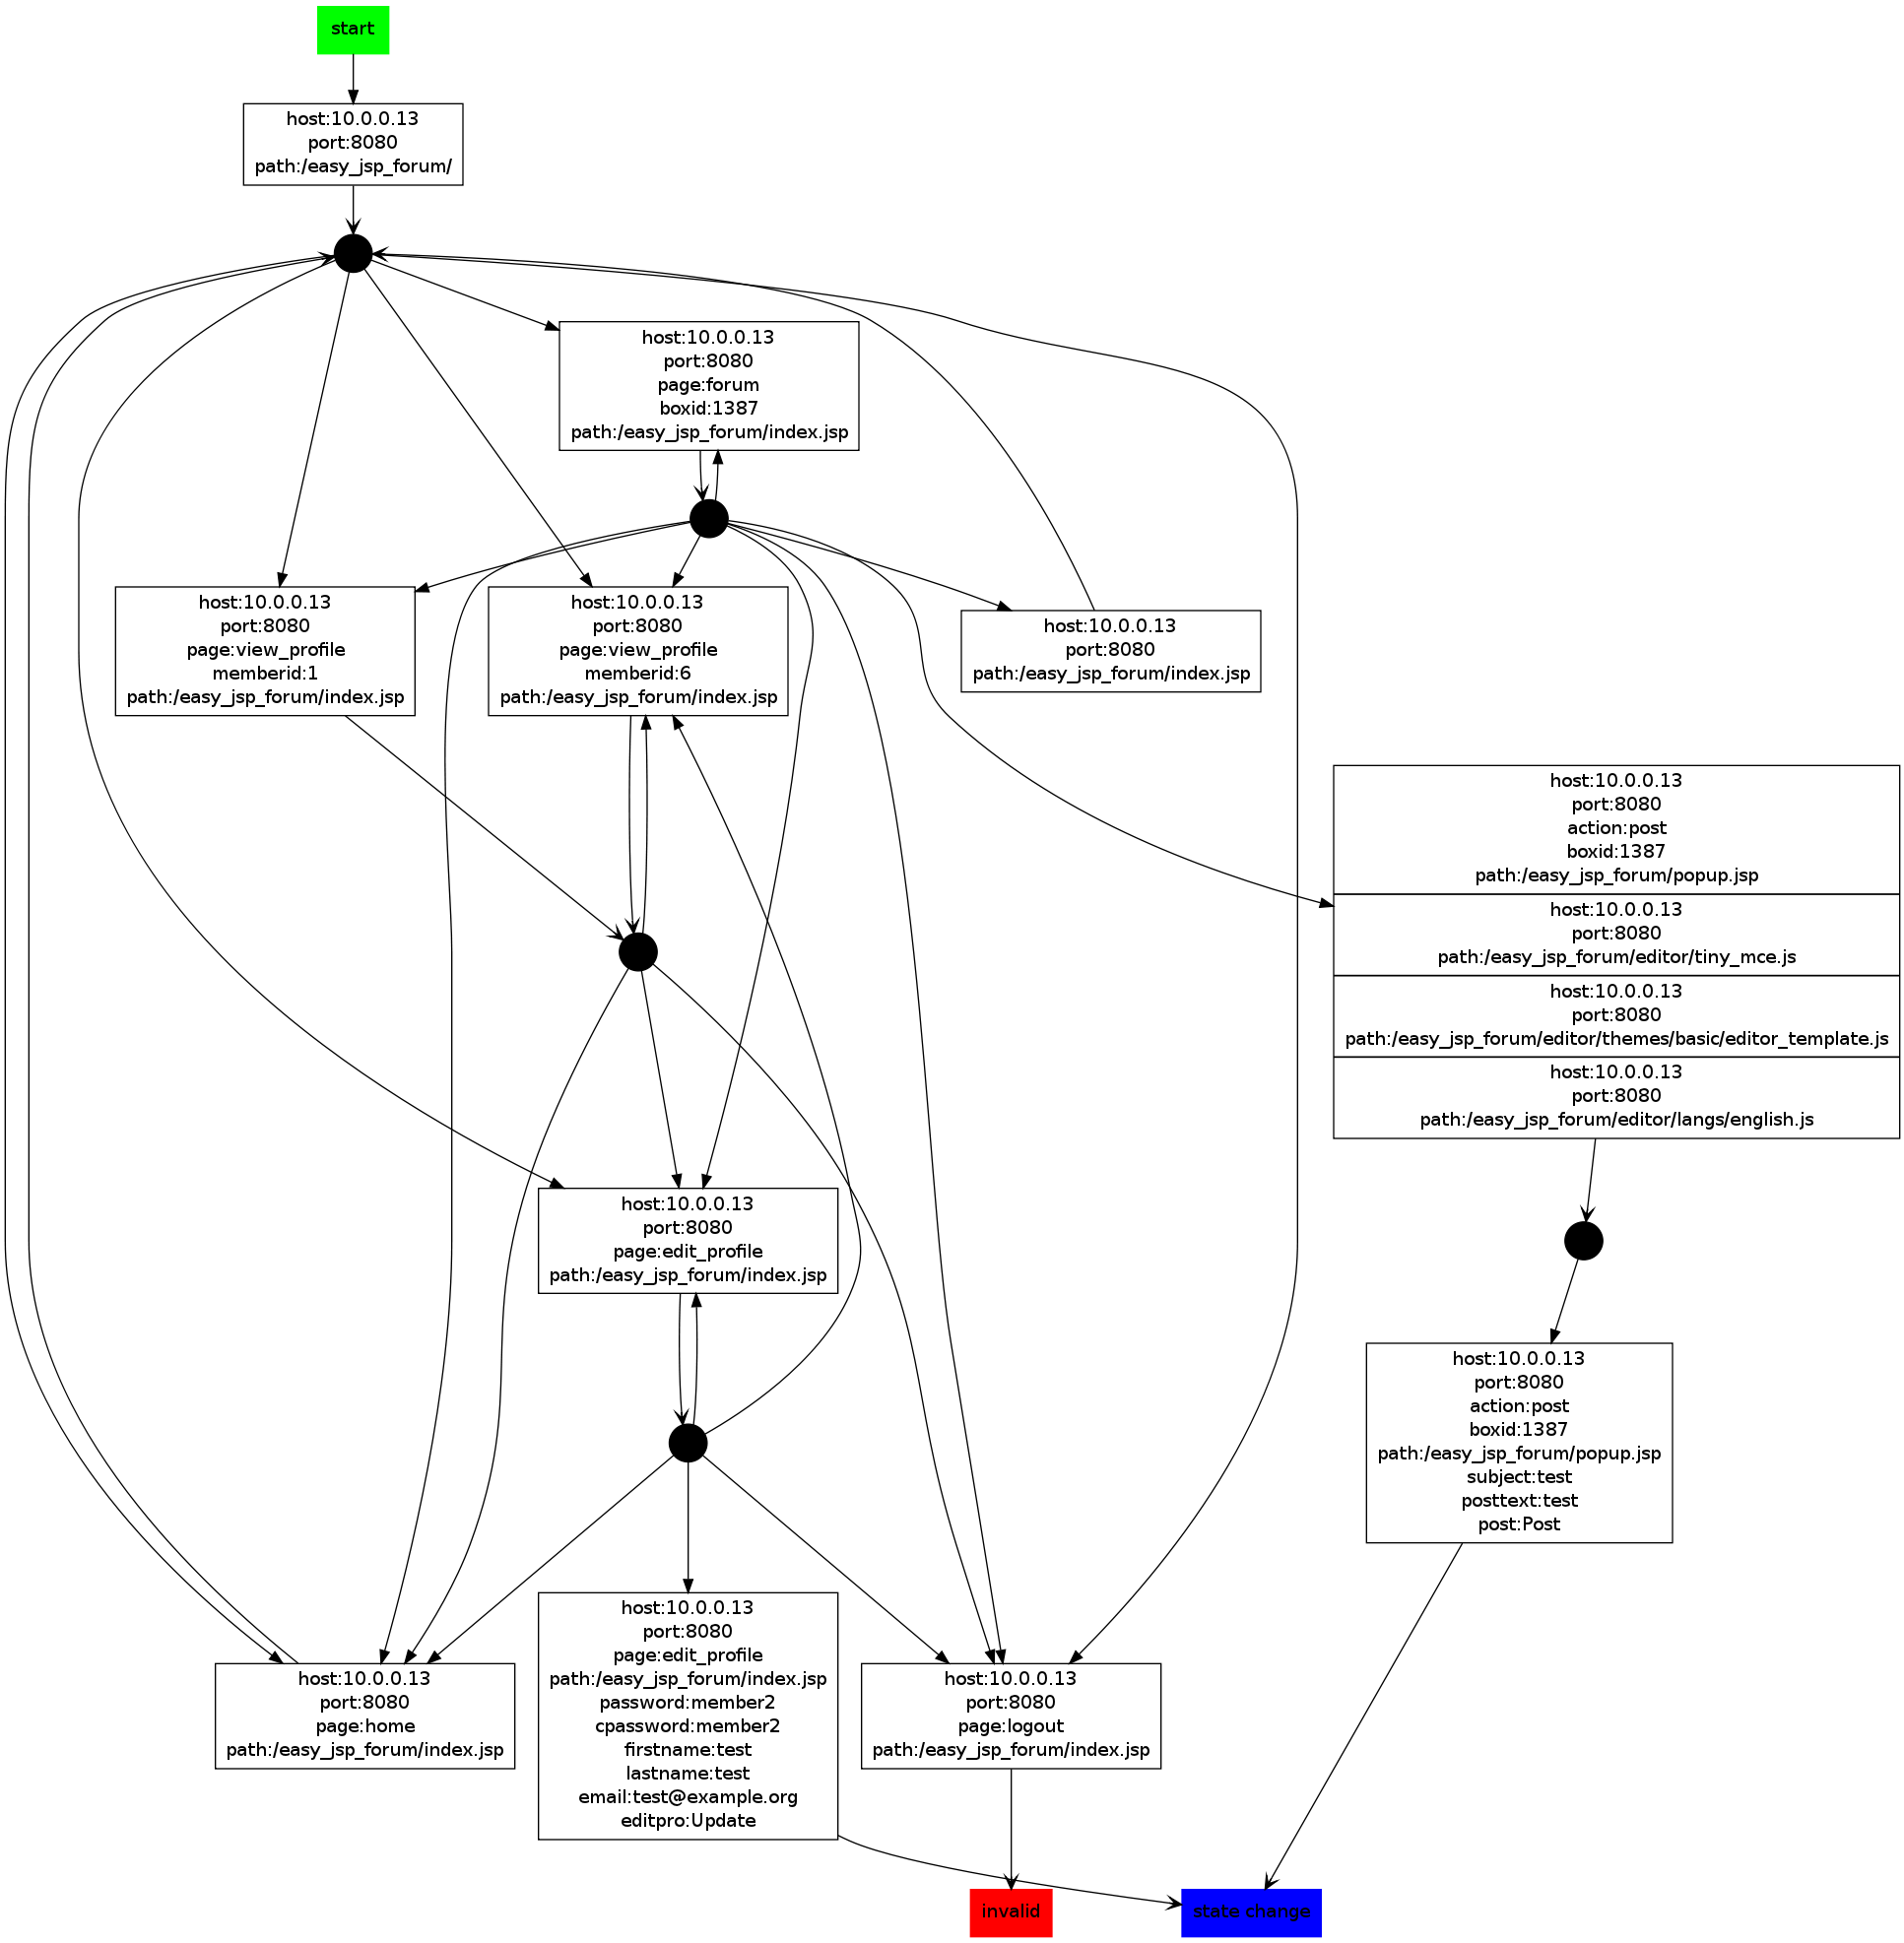 start
host:10.0.0.13
port:8080
path:/easy_jsp_forum/
host:10.0.0.13
port:8080
page:forum
boxid:1387
path:/easy_jsp_forum/index.jsp
host:10.0.0.13
port:8080
page:view_profile
memberid:1
path:/easy_jsp_forum/index.jsp
host:10.0.0.13
port:8080
page:view_profile
memberid:6
path:/easy_jsp_forum/index.jsp
host:10.0.0.13
port:8080
path:/easy_jsp_forum/index.jsp
host:10.0.0.13
port:8080
action:post
boxid:1387
path:/easy_jsp_forum/popup.jsp
host:10.0.0.13
port:8080
path:/easy_jsp_forum/editor/tiny_mce.js
host:10.0.0.13
port:8080
path:/easy_jsp_forum/editor/themes/basic/editor_template.js
host:10.0.0.13
port:8080
path:/easy_jsp_forum/editor/langs/english.js
host:10.0.0.13
port:8080
page:edit_profile
path:/easy_jsp_forum/index.jsp
host:10.0.0.13
port:8080
action:post
boxid:1387
path:/easy_jsp_forum/popup.jsp
subject:test
posttext:test
post:Post
host:10.0.0.13
port:8080
page:home
path:/easy_jsp_forum/index.jsp
host:10.0.0.13
port:8080
page:edit_profile
path:/easy_jsp_forum/index.jsp
password:member2
cpassword:member2
firstname:test
lastname:test
email:test@example.org
editpro:Update
host:10.0.0.13
port:8080
page:logout
path:/easy_jsp_forum/index.jsp
invalid
state change